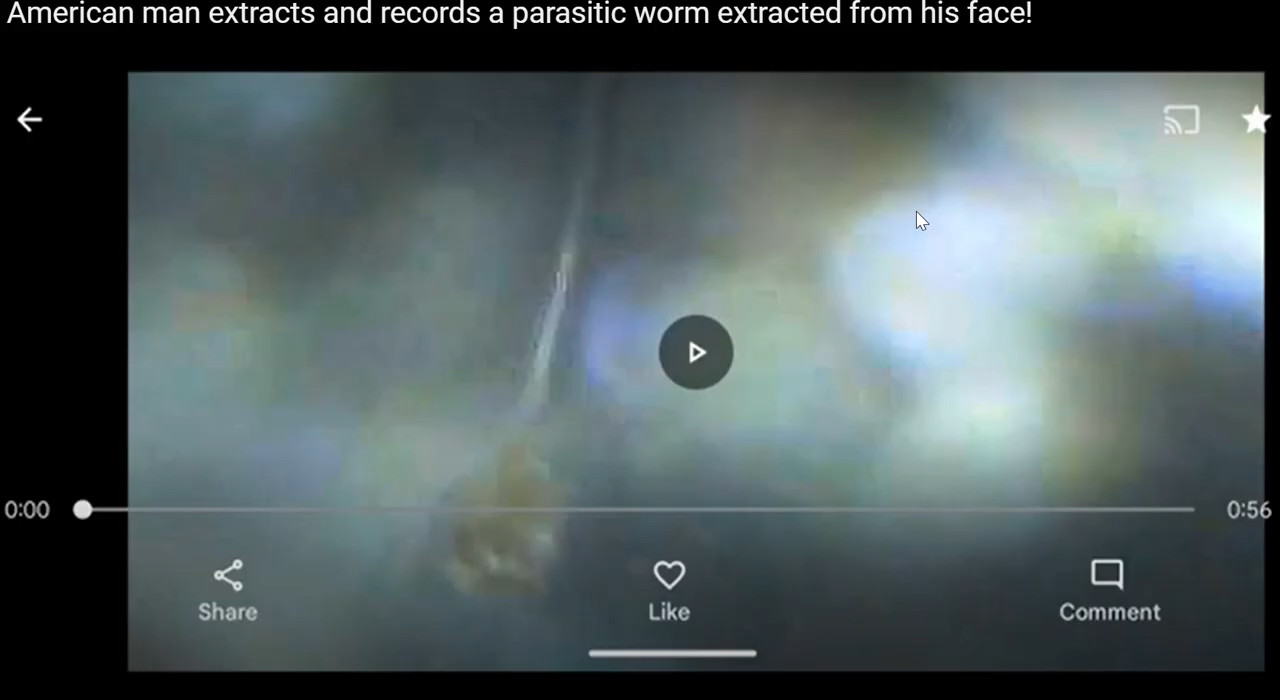 American man extracts and records a parasitic worm extracted from his face!
0:00
0:56
Share
Like
Comment